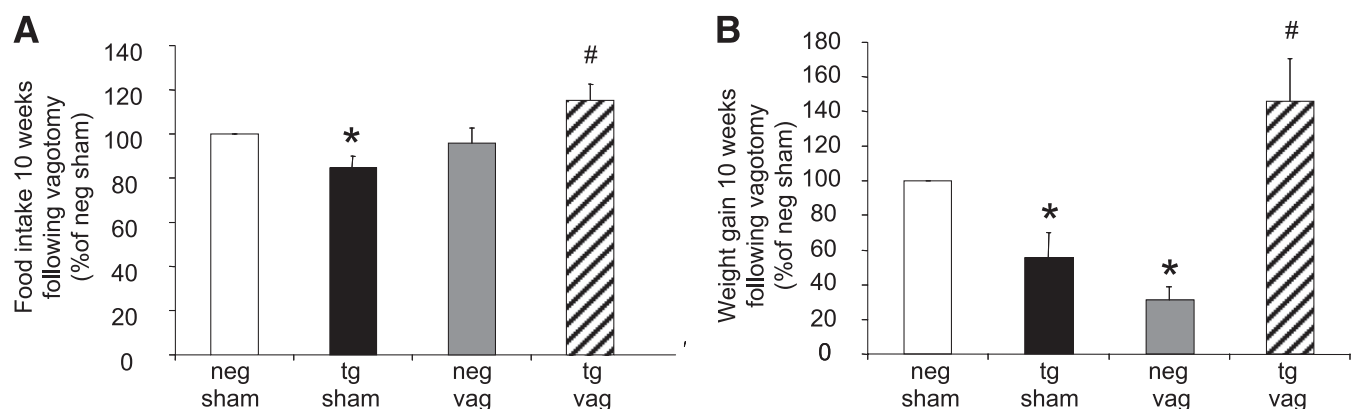 A
Food intake 10 weeks
following vagotomy
(%of neg sham)
140
120
100
80
60
40
20
0
*
#
neg
sham
tg
sham
neg
vag
tg
vag
B
Weight gain 10 weeks
following vagotomy
(%of neg sham)
180
160
140
120
100
80
60
40
20
0
*
*
#
neg
sham
tg
sham
neg
vag
tg
vag